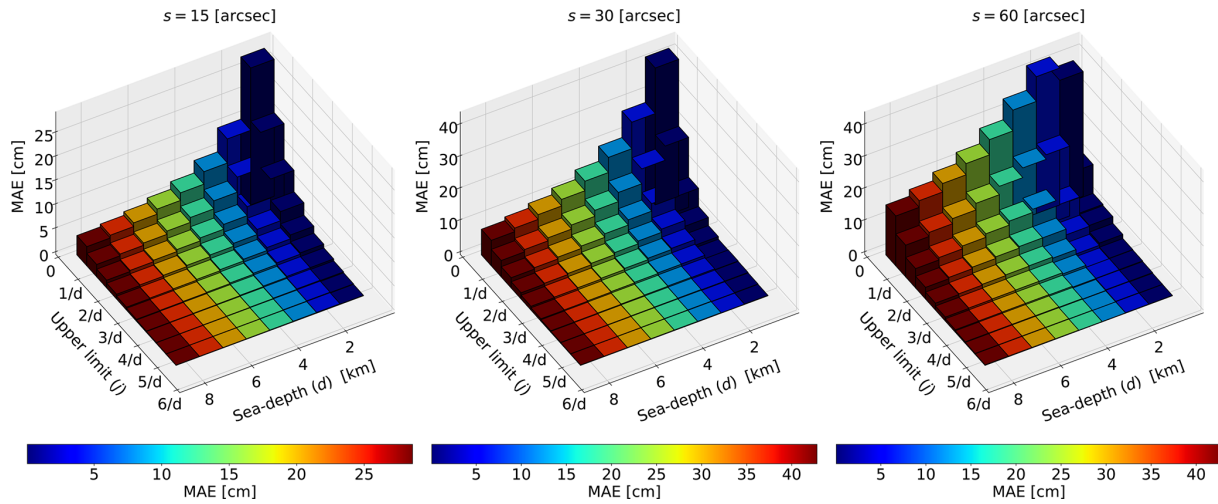 s = 15 [arcsec]
MAE [cm]
25
20
15
10
5
0
0
1/d
2/d
3/d
4/d
5/d
6/d
Upper limit (j)
8
6
4
2
Sea-depth (d) [km]
5 10 15 20 25
MAE [cm]
s = 30 [arcsec]
MAE [cm]
40
30
20
10
0
0
1/d
2/d
3/d
4/d
5/d
6/d
Upper limit (j)
8
6
4
2
Sea-depth (d) [km]
5 10 15 20 25 30 35 40
MAE [cm]
s = 60 [arcsec]
MAE [cm]
40
30
20
10
0
0
1/d
2/d
3/d
4/d
5/d
6/d
Upper limit (j)
8
6
4
2
Sea-depth (d) [km]
5 10 15 20 25 30 35 40
MAE [cm]